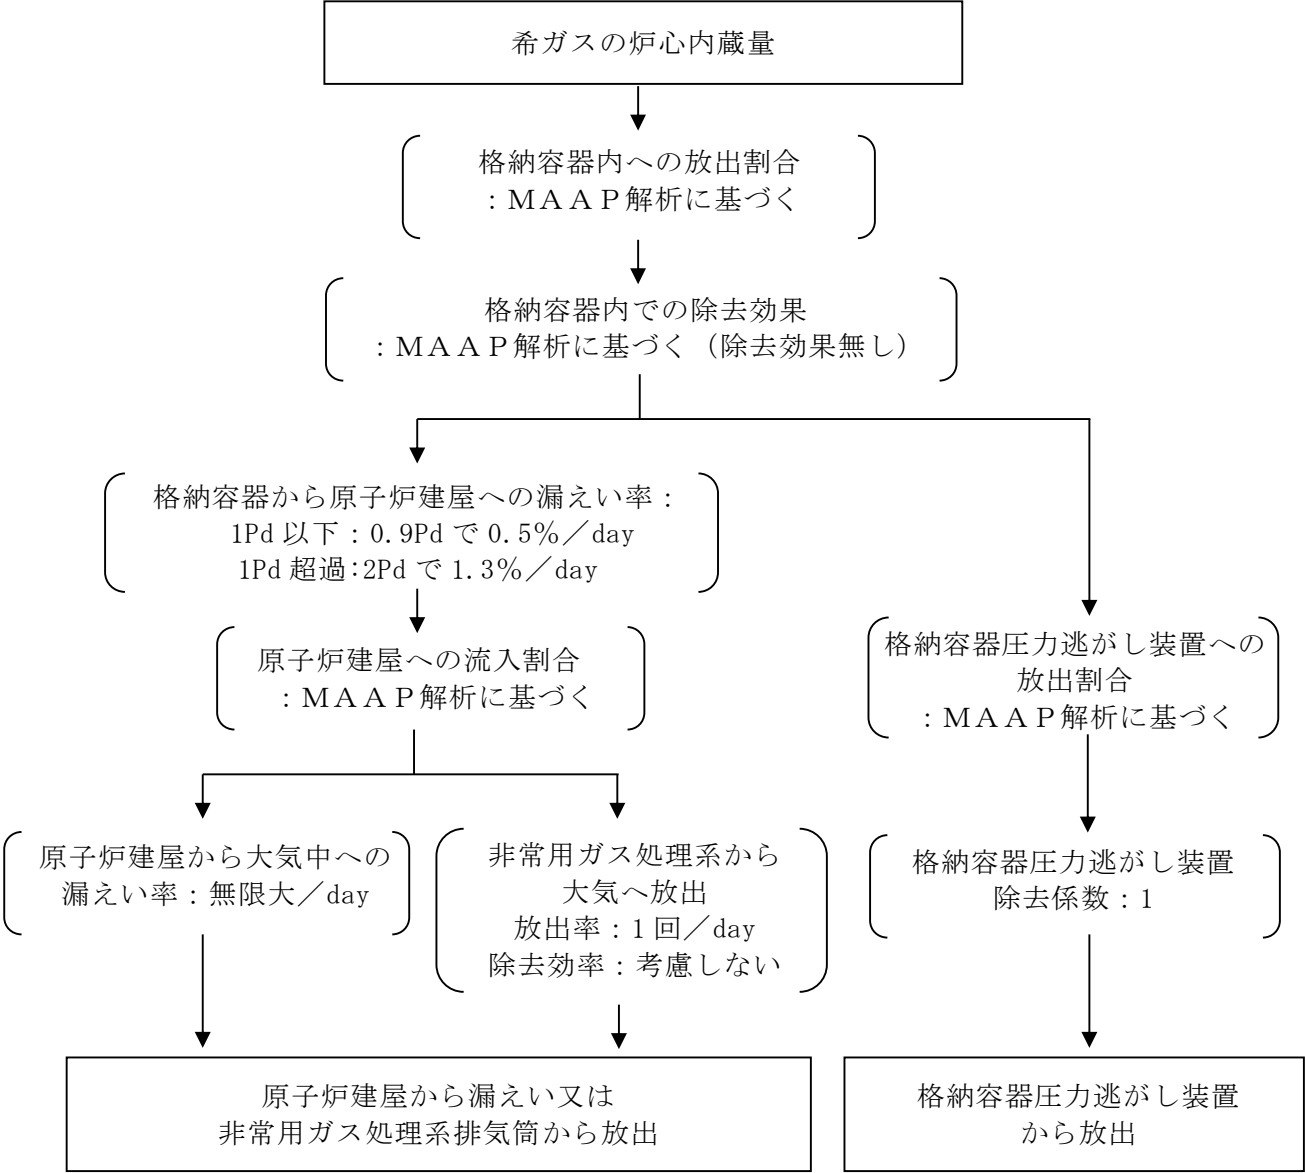 希ガスの炉心内蔵量
格納容器内への放出割合
：ＭＡＡＰ解析に基づく
格納容器内での除去効果
：ＭＡＡＰ解析に基づく（除去効果無し）
格納容器から原子炉建屋への漏えい率：
1Pd 以下：0.9Pd で 0.5％／day
1Pd 超過：2Pd で 1.3％／day
原子炉建屋への流入割合
：ＭＡＡＰ解析に基づく
格納容器圧力逃がし装置への
放出割合
：ＭＡＡＰ解析に基づく
原子炉建屋から大気中への
漏えい率：無限大／day
非常用ガス処理系から
大気へ放出
放出率：1 回／day
除去効率：考慮しない
格納容器圧力逃がし装置
除去係数：1
原子炉建屋から漏えい又は
非常用ガス処理系排気筒から放出
格納容器圧力逃がし装置
から放出